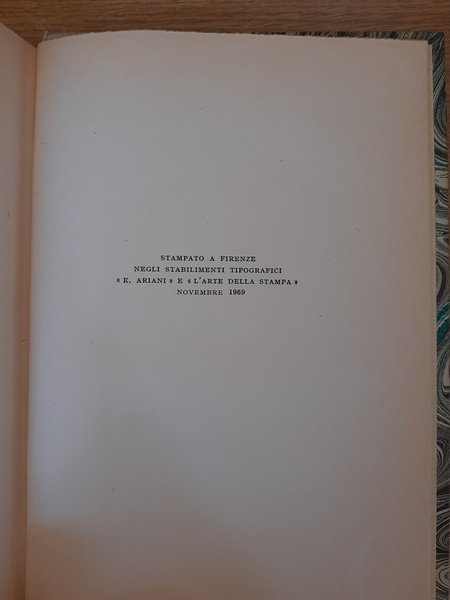 STAMPATO A FIRENZE
NEGLI STABILIMENTI TIPOGRAFICI
« E. ARIANI » E « L'ARTE DELLA STAMPA »
NOVEMBRE 1969